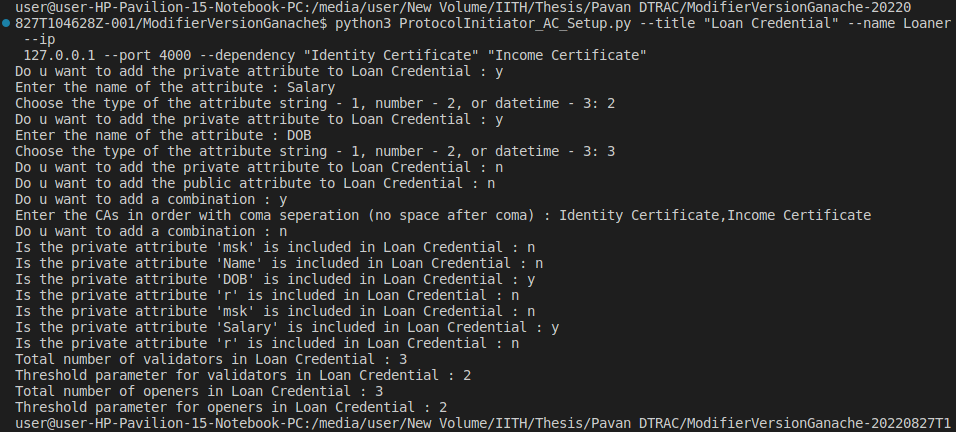 user@user-HP-Pavilion-15-Notebook-PC:/media/user/New Volume/IITH/Thesis/Pavan DTRAC/ModifierVersionGanache-20220
827T104628Z-001/ModifierVersionGanache$ python3 ProtocolInitiator_AC_Setup.py --title "Loan Credential" --name Loaner
--ip
127.0.0.1 --port 4000 --dependency "Identity Certificate" "Income Certificate"
Do u want to add the private attribute to Loan Credential : y
Enter the name of the attribute : Salary
Choose the type of the attribute string - 1, number - 2, or datetime - 3: 2
Do u want to add the private attribute to Loan Credential : y
Enter the name of the attribute : DOB
Choose the type of the attribute string - 1, number - 2, or datetime - 3: 3
Do u want to add the private attribute to Loan Credential : n
Do u want to add the public attribute to Loan Credential : n
Do u want to add a combination : y
Enter the CAs in order with coma seperation (no space after coma) : Identity Certificate,Income Certificate
Do u want to add a combination : n
Is the private attribute 'msk' is included in Loan Credential : n
Is the private attribute 'Name' is included in Loan Credential : n
Is the private attribute 'DOB' is included in Loan Credential : y
Is the private attribute 'r' is included in Loan Credential : n
Is the private attribute 'msk' is included in Loan Credential : n
Is the private attribute 'Salary' is included in Loan Credential : y
Is the private attribute 'r' is included in Loan Credential : n
Total number of validators in Loan Credential : 3
Threshold parameter for validators in Loan Credential : 2
Total number of openers in Loan Credential : 3
Threshold parameter for openers in Loan Credential : 2
user@user-HP-Pavilion-15-Notebook-PC:/media/user/New Volume/IITH/Thesis/Pavan DTRAC/ModifierVersionGanache-20220827T1